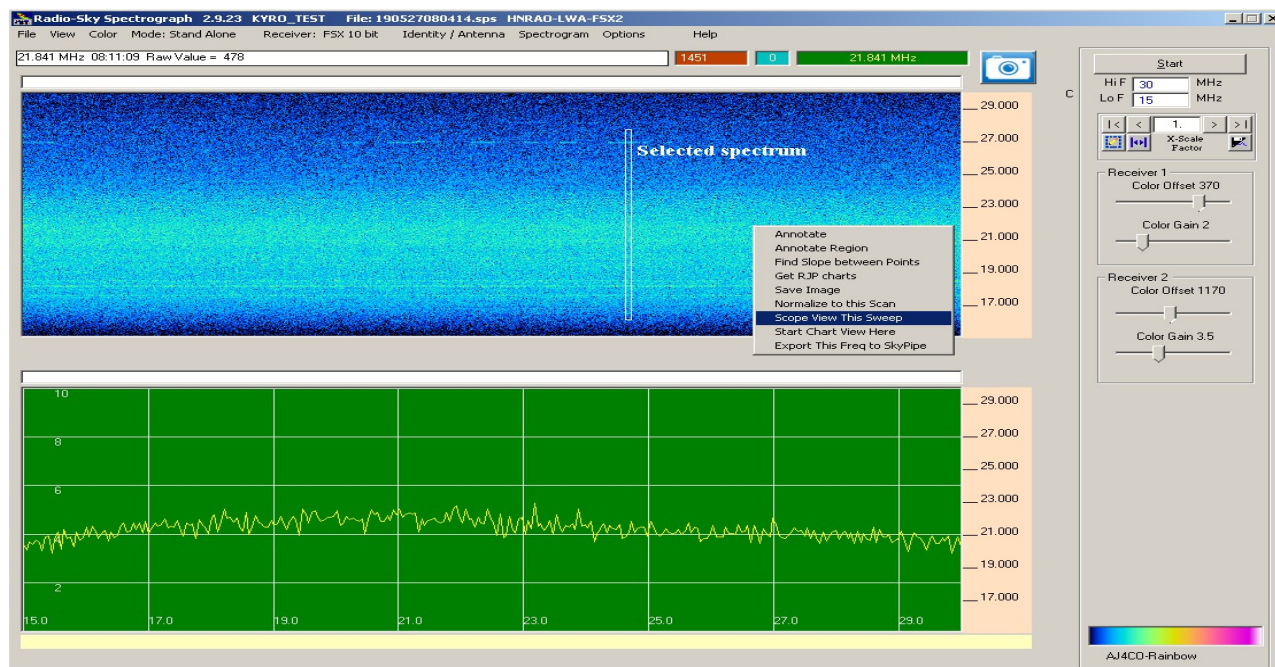 Radio-Sky Spectrograph 2.9.23 KYRO_TEST File: 190527080414.sps HNRAO-LWA-FSX2
File View Color Mode: Stand Alone Receiver: FSX 10 bit Identity / Antenna Spectrogram Options Help
21.841 MHz 08:11:09 Raw Value = 478 1451 0 21.841 MHz
C
29.000
27.000
25.000
23.000
21.000
19.000
17.000
Selected spectrum
Annotate
Annotate Region
Find Slope between Points
Get RJP charts
Save Image
Normalize to this Scan
Scope View This Sweep
Start Chart View Here
Export This Freq to SkyPipe
10
8
6
4
2
15.0 17.0 19.0 21.0 23.0 25.0 27.0 29.0
29.000
27.000
25.000
23.000
21.000
19.000
17.000
Start
Hi F 30 MHz
Lo F 15 MHz
|< < 1. > >|
X-Scale
Factor
Receiver 1
Color Offset 370
Color Gain 2
Receiver 2
Color Offset 1170
Color Gain 3.5
AJ4CO-Rainbow